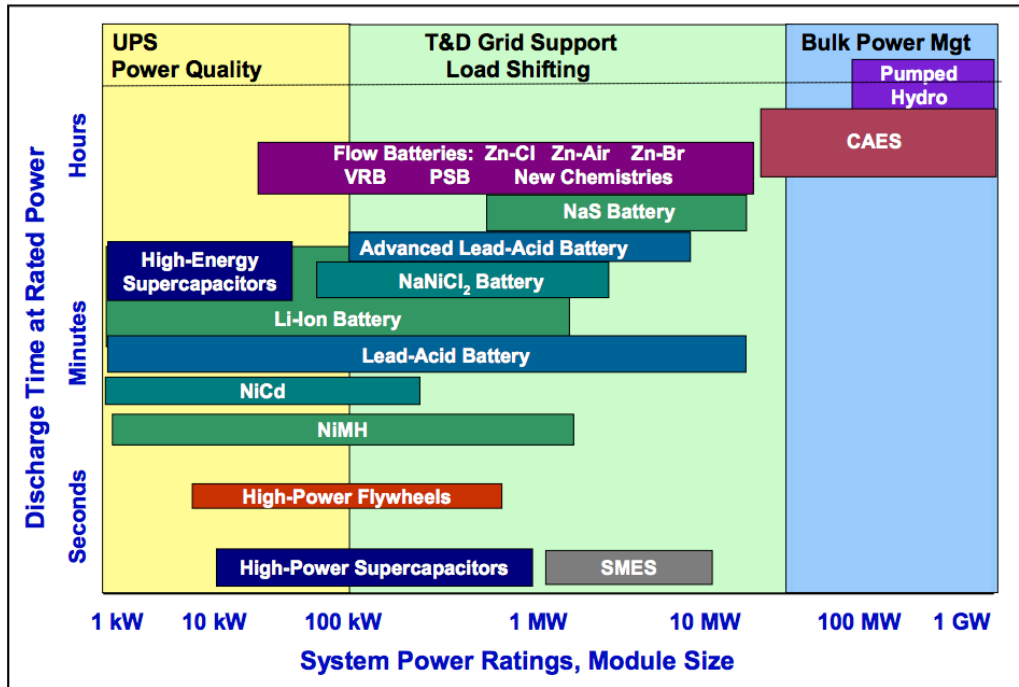 UPS
Power Quality
T&D Grid Support
Load Shifting
Bulk Power Mgt
Pumped
Hydro
CAES
Flow Batteries: Zn-Cl Zn-Air Zn-Br
VRB PSB New Chemistries
NaS Battery
Advanced Lead-Acid Battery
High-Energy
Supercapacitors
NaNiCl₂ Battery
Li-Ion Battery
Lead-Acid Battery
NiCd
NiMH
High-Power Flywheels
High-Power Supercapacitors
SMES
Discharge Time at Rated Power
Hours
Minutes
Seconds
1 kW 10 kW 100 kW 1 MW 10 MW 100 MW 1 GW
System Power Ratings, Module Size